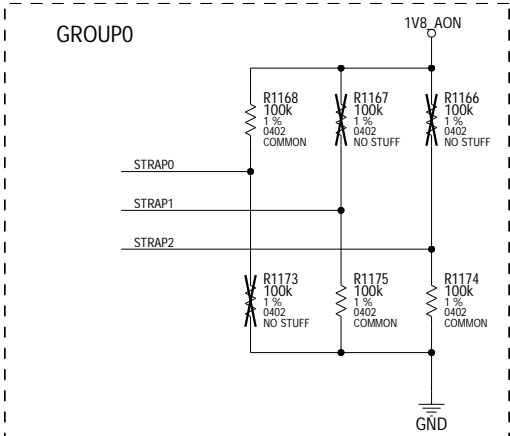 GROUP0
1V8_AON
R1168
100k
1 %
0402
COMMON
R1167
100k
1 %
0402
NO STUFF
R1166
100k
1 %
0402
NO STUFF
STRAP0
STRAP1
STRAP2
R1173
100k
1 %
0402
NO STUFF
R1175
100k
1 %
0402
COMMON
R1174
100k
1 %
0402
COMMON
GND